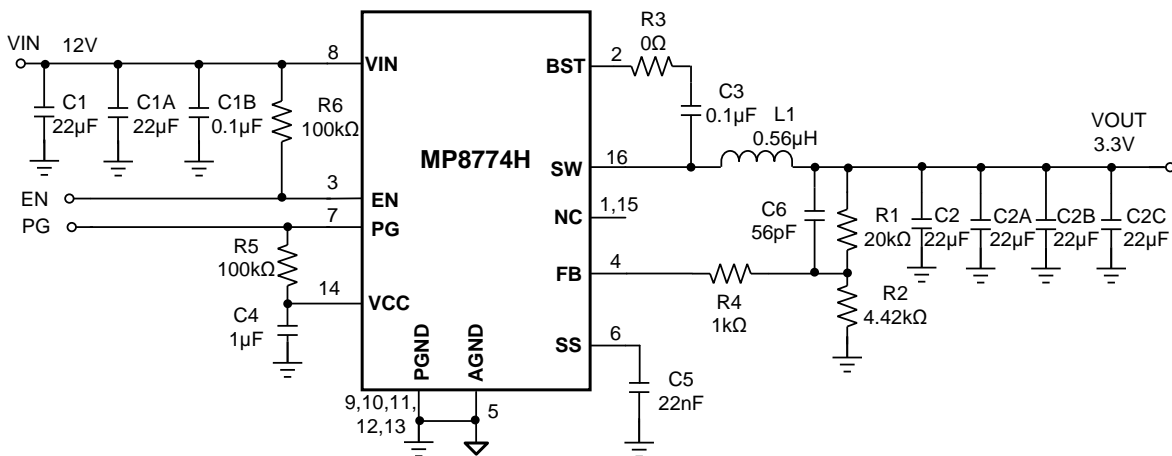 VIN 12V
8 VIN
C1 22µF
C1A 22µF
C1B 0.1µF
R6 100kΩ
EN 3 EN
PG 7 PG
R5 100kΩ
14 VCC
C4 1µF
MP8774H
PGND
AGND
9,10,11,
12,13
5
BST 2
R3 0Ω
C3 0.1µF
L1 0.56µH
SW 16
NC 1,15
FB 4
R4 1kΩ
SS 6
C5 22nF
C6 56pF
R1 20kΩ
R2 4.42kΩ
C2 22µF
C2A 22µF
C2B 22µF
C2C 22µF
VOUT
3.3V